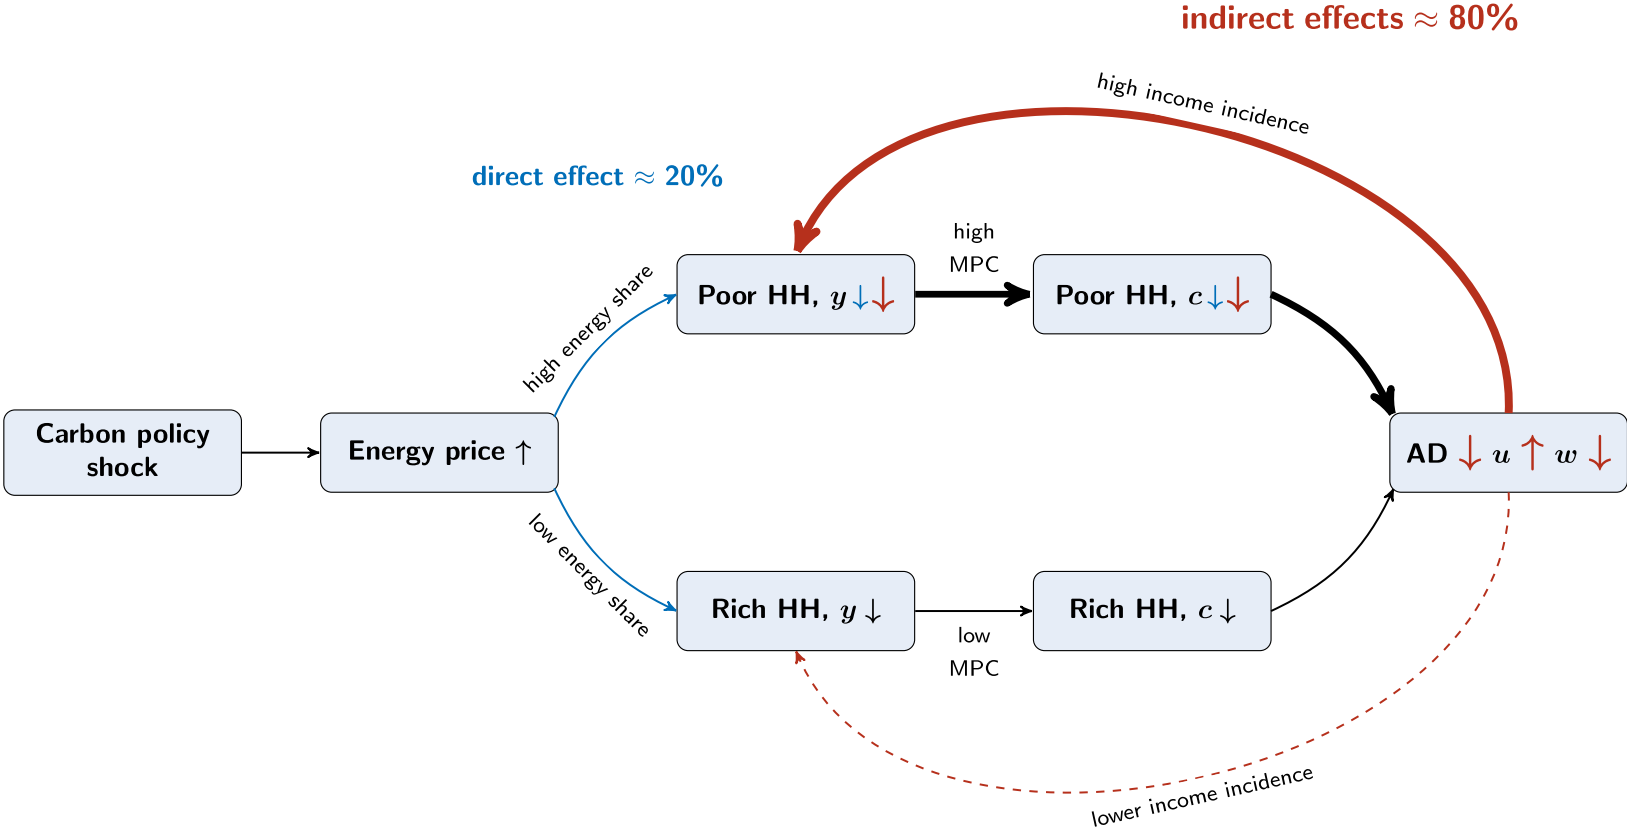 indirect effects ≈ 80%
high income incidence
direct effect ≈ 20%
high
MPC
high energy share
Poor HH, y ↓↓
Poor HH, c ↓↓
Carbon policy
shock
Energy price ↑
AD ↓ u ↑ w ↓
low energy share
Rich HH, y ↓
Rich HH, c ↓
low
MPC
lower income incidence